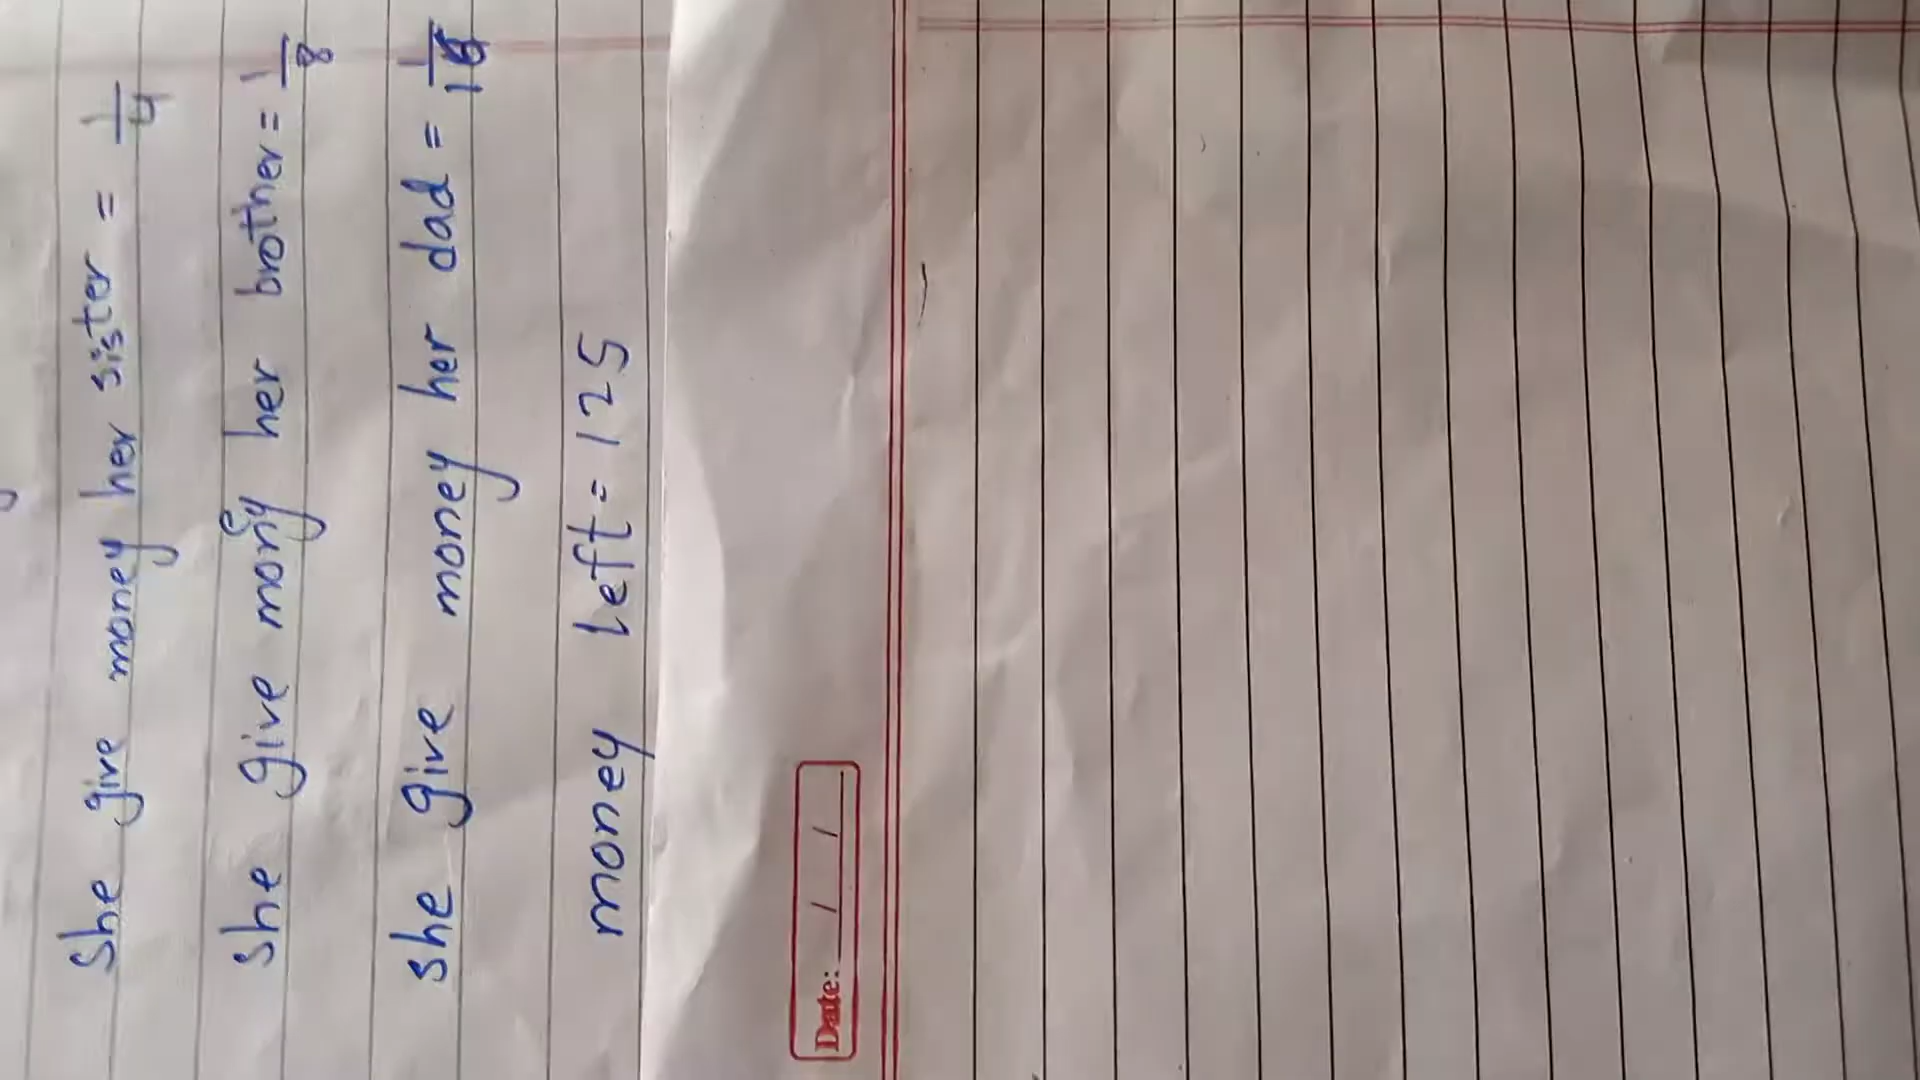 She give money her sister = 1/4
She give money her brother = 1/8
She give money her dad = 1/16
money left = 125
Date: / /